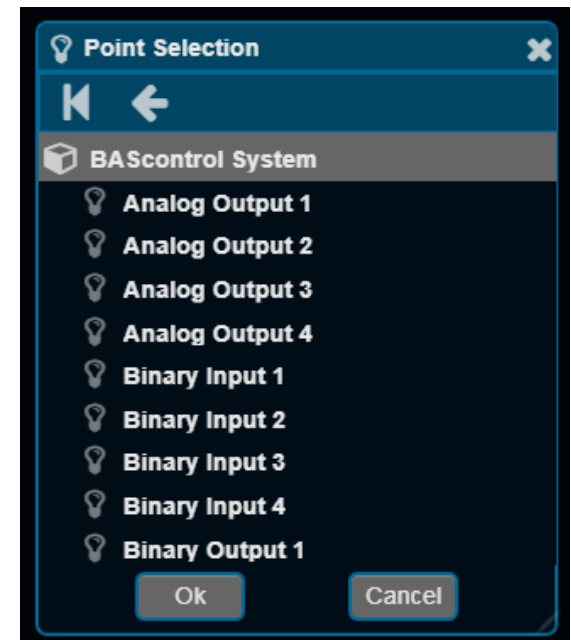 Point Selection
BAScontrol System
Analog Output 1
Analog Output 2
Analog Output 3
Analog Output 4
Binary Input 1
Binary Input 2
Binary Input 3
Binary Input 4
Binary Output 1
Ok Cancel